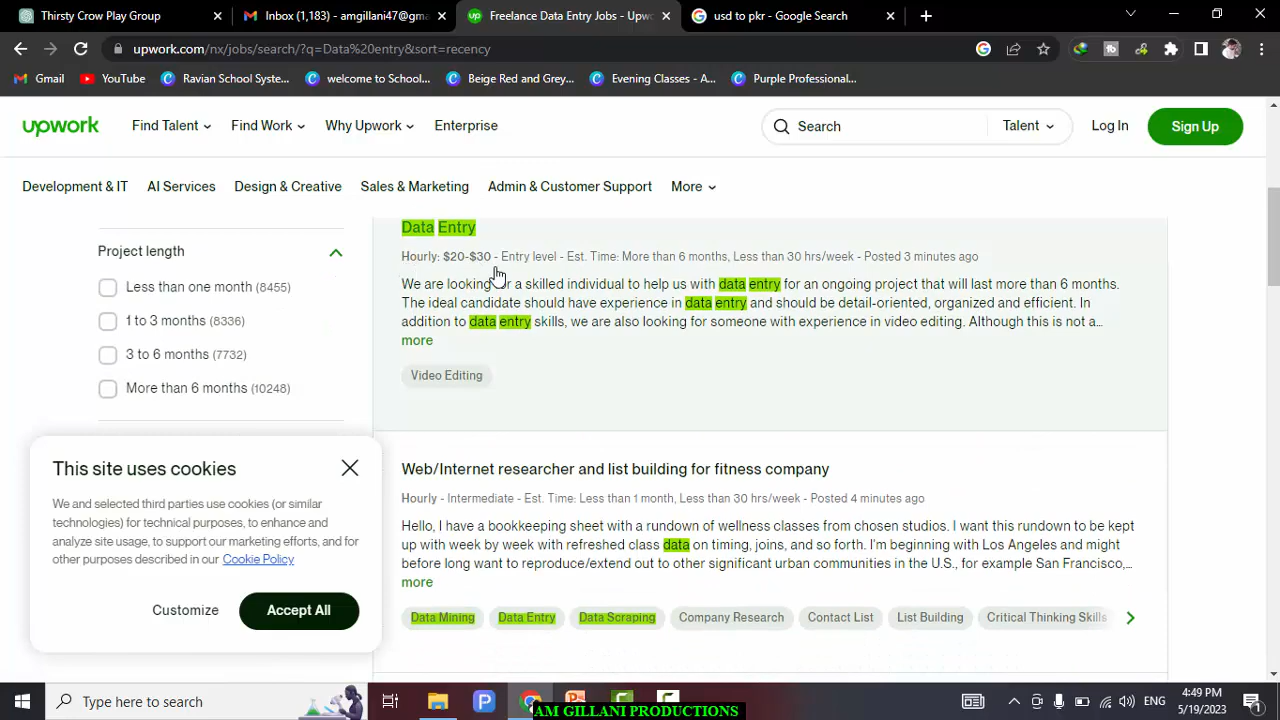 Thirsty Crow Play Group
Inbox (1,183) - amgillani47@gma
Freelance Data Entry Jobs - Upwo
usd to pkr - Google Search
upwork.com/nx/jobs/search/?q=Data%20entry&sort=recency
Gmail
YouTube
Ravian School Syste...
welcome to School...
Beige Red and Grey...
Evening Classes - A...
Purple Professional...
upwork
Find Talent
Find Work
Why Upwork
Enterprise
Search
Talent
Log In
Sign Up
Development & IT
AI Services
Design & Creative
Sales & Marketing
Admin & Customer Support
More
Project length
Less than one month (8455)
1 to 3 months (8336)
3 to 6 months (7732)
More than 6 months (10248)
Data Entry
Hourly: $20-$30 - Entry level - Est. Time: More than 6 months, Less than 30 hrs/week - Posted 3 minutes ago
We are looking for a skilled individual to help us with data entry for an ongoing project that will last more than 6 months.
The ideal candidate should have experience in data entry and should be detail-oriented, organized and efficient. In
addition to data entry skills, we are also looking for someone with experience in video editing. Although this is not a...
more
Video Editing
Web/Internet researcher and list building for fitness company
Hourly - Intermediate - Est. Time: Less than 1 month, Less than 30 hrs/week - Posted 4 minutes ago
Hello, I have a bookkeeping sheet with a rundown of wellness classes from chosen studios. I want this rundown to be kept
up with week by week with refreshed class data on timing, joins, and so forth. I'm beginning with Los Angeles and might
before long want to reproduce/extend out to other significant urban communities in the U.S., for example San Francisco,...
more
Data Mining
Data Entry
Data Scraping
Company Research
Contact List
List Building
Critical Thinking Skills
This site uses cookies
We and selected third parties use cookies (or similar
technologies) for technical purposes, to enhance and
analyze site usage, to support our marketing efforts, and for
other purposes described in our Cookie Policy
Customize
Accept All
Type here to search
ENG
4:49 PM
5/19/2023
1
AM GILLANI PRODUCTIONS